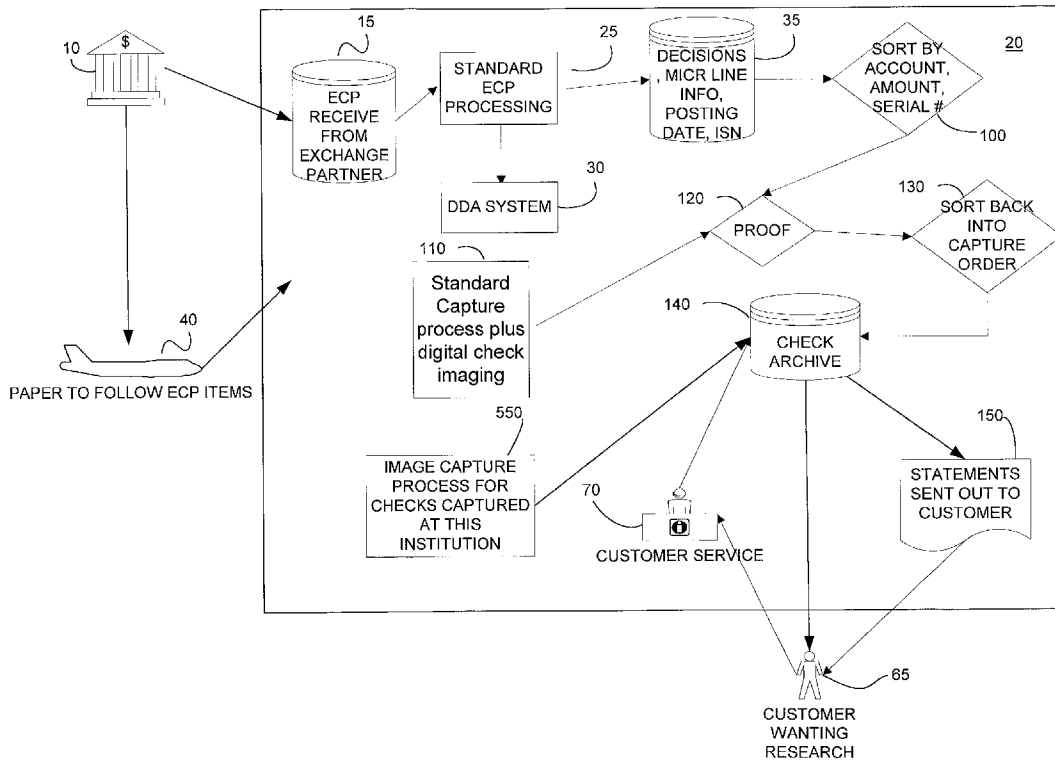 10
$
15
ECP
RECEIVE
FROM
EXCHANGE
PARTNER
25
STANDARD
ECP
PROCESSING
35
DECISIONS
, MICR LINE
INFO,
POSTING
DATE, ISN
SORT BY
ACCOUNT,
AMOUNT,
SERIAL #
20
100
30
DDA SYSTEM
120
PROOF
130
SORT BACK
INTO
CAPTURE
ORDER
110
Standard
Capture
process plus
digital check
imaging
140
CHECK
ARCHIVE
40
PAPER TO FOLLOW ECP ITEMS
550
IMAGE CAPTURE
PROCESS FOR
CHECKS CAPTURED
AT THIS
INSTITUTION
70
CUSTOMER SERVICE
150
STATEMENTS
SENT OUT TO
CUSTOMER
65
CUSTOMER
WANTING
RESEARCH